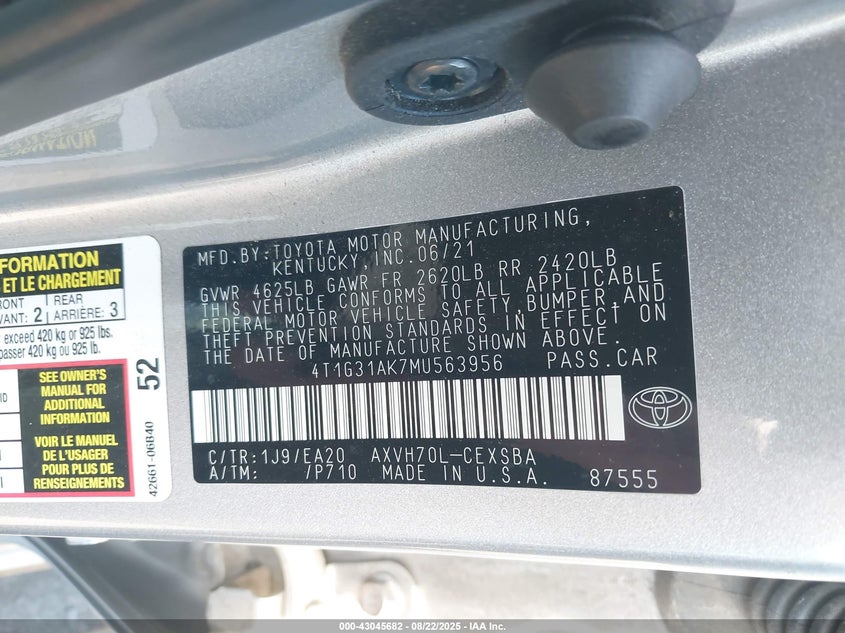 MFD.BY:TOYOTA MOTOR MANUFACTURING,
KENTUCKY,INC.06/21
GVWR 4625LB GAWR FR 2620LB RR 2420LB
THIS VEHICLE CONFORMS TO ALL APPLICABLE
FEDERAL MOTOR VEHICLE SAFETY,BUMPER,AND
THEFT PREVENTION STANDARDS IN EFFECT ON
THE DATE OF MANUFACTURE SHOWN ABOVE.
4T1G31AK7MU563956 PASS.CAR
C/TR:1J9/EA20 AXVH70L-CEXSBA
A/TM: 7P710 MADE IN U.S.A. 87555
FORMATION
ET LE CHARGEMENT
RONT
VANT: 2
REAR
ARRIÈRE: 3
exceed 420 kg or 925 lbs.
passer 420 kg ou 925 lb.
SEE OWNER'S
MANUAL FOR
ADDITIONAL
INFORMATION
VOIR LE MANUEL
DE L'USAGER
POUR PLUS DE
RENSEIGNEMENTS
52
42661-06B40
000-43045682 - 08/22/2025 - IAA Inc.